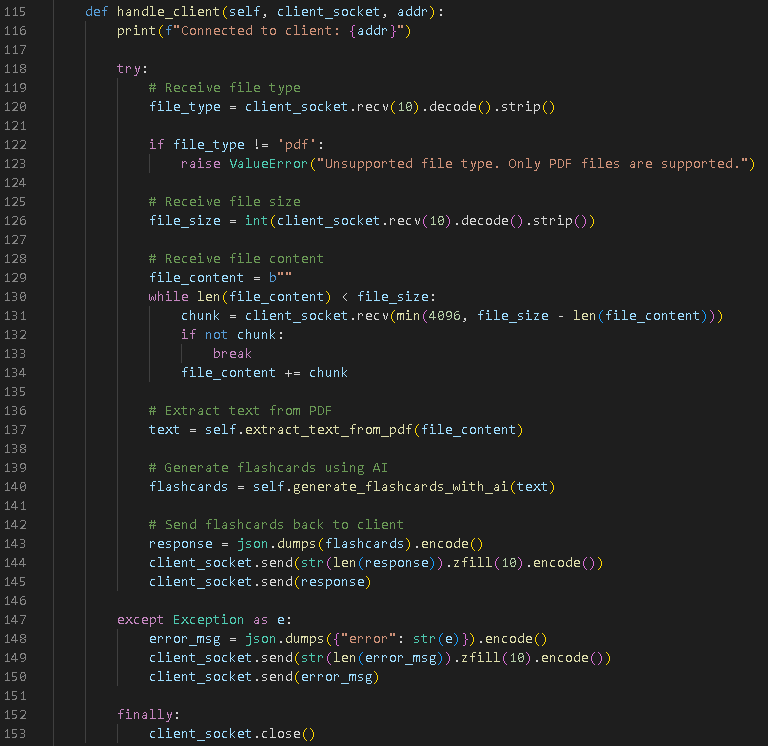 115 def handle_client(self, client_socket, addr):
116 print(f"Connected to client: {addr}")
117
118 try:
119 # Receive file type
120 file_type = client_socket.recv(10).decode().strip()
121
122 if file_type != 'pdf':
123 raise ValueError("Unsupported file type. Only PDF files are supported.")
124
125 # Receive file size
126 file_size = int(client_socket.recv(10).decode().strip())
127
128 # Receive file content
129 file_content = b""
130 while len(file_content) < file_size:
131 chunk = client_socket.recv(min(4096, file_size - len(file_content)))
132 if not chunk:
133 break
134 file_content += chunk
135
136 # Extract text from PDF
137 text = self.extract_text_from_pdf(file_content)
138
139 # Generate flashcards using AI
140 flashcards = self.generate_flashcards_with_ai(text)
141
142 # Send flashcards back to client
143 response = json.dumps(flashcards).encode()
144 client_socket.send(str(len(response)).zfill(10).encode())
145 client_socket.send(response)
146
147 except Exception as e:
148 error_msg = json.dumps({"error": str(e)}).encode()
149 client_socket.send(str(len(error_msg)).zfill(10).encode())
150 client_socket.send(error_msg)
151
152 finally:
153 client_socket.close()